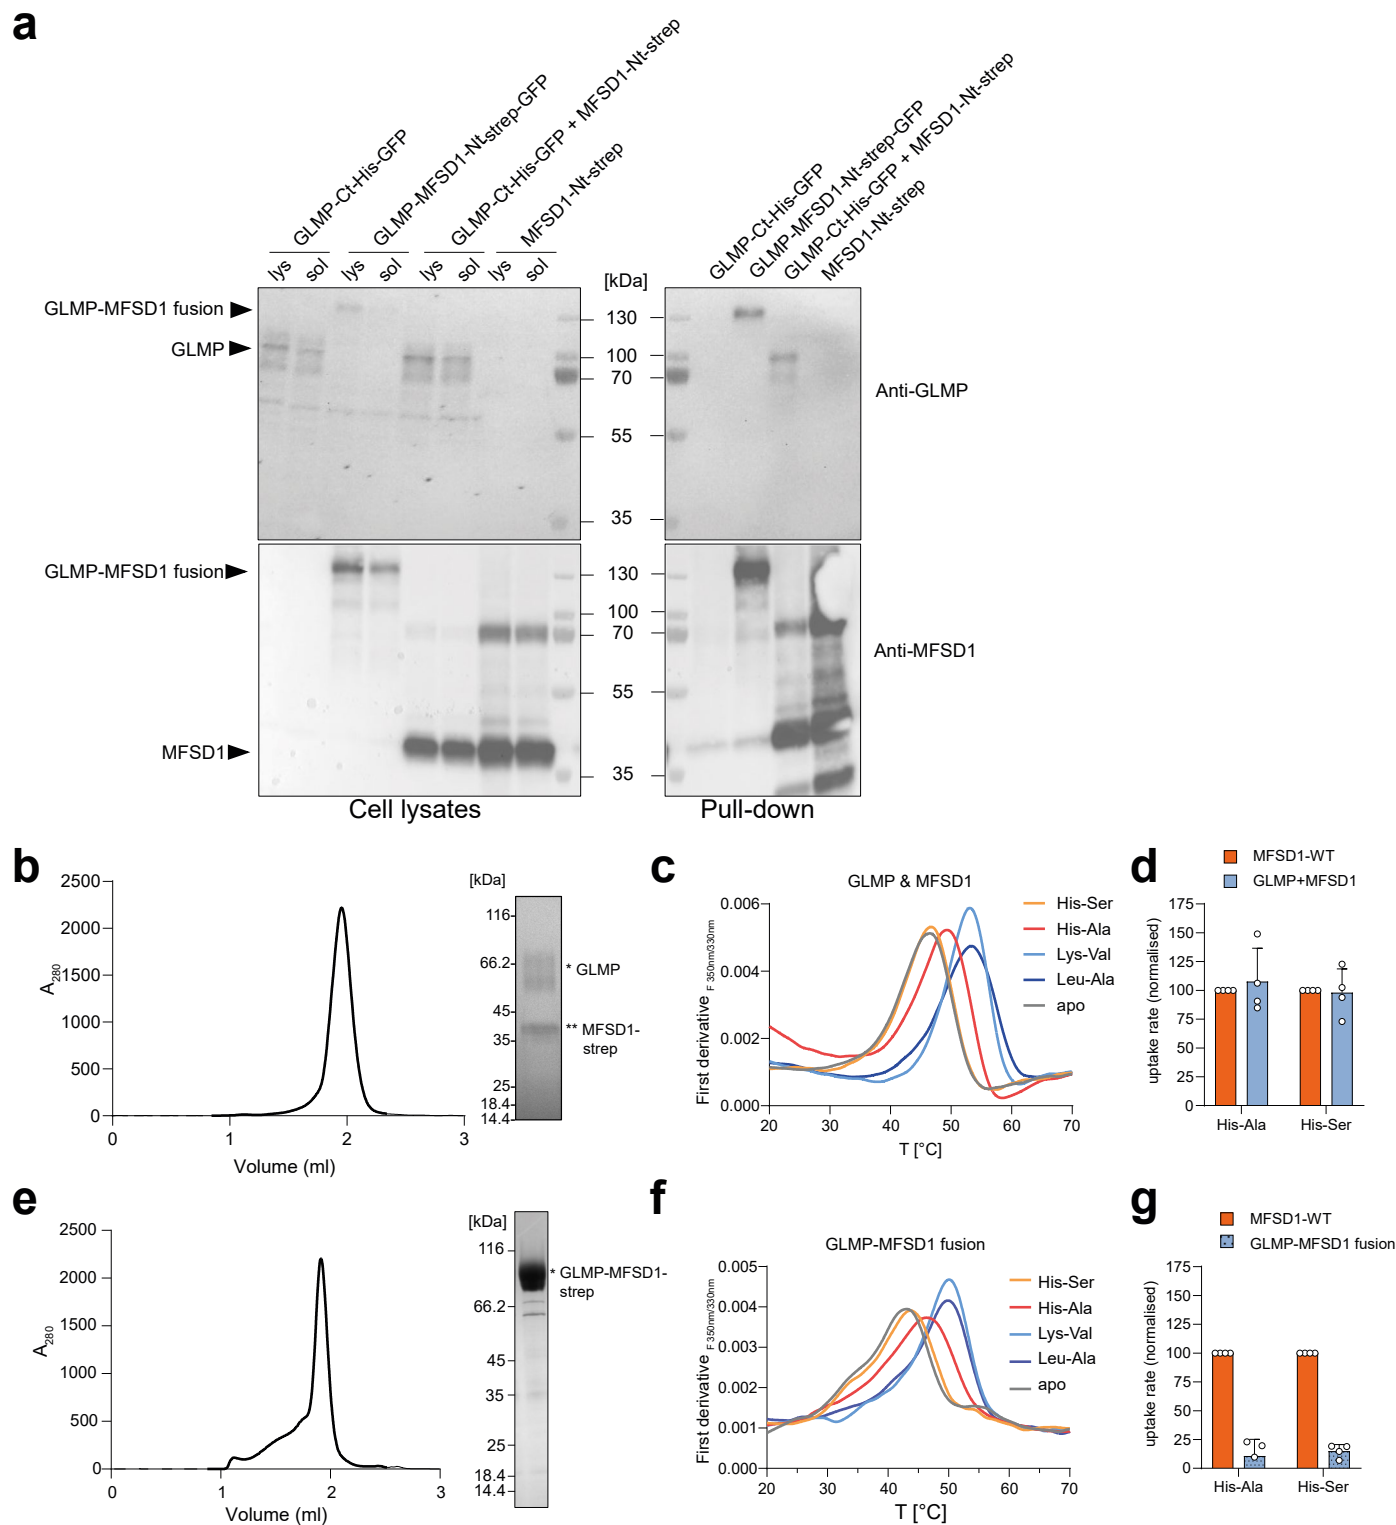 a
GLMP-Ct-His-GFP
GLMP-MFSD1-Nt-strep-GFP
GLMP-Ct-His-GFP + MFSD1-Nt-strep
MFSD1-Nt-strep
GLMP-Ct-His-GFP
GLMP-MFSD1-Nt-strep-GFP
GLMP-Ct-His-GFP + MFSD1-Nt-strep
MFSD1-Nt-strep
lys sol lys sol lys sol lys sol
[kDa]
GLMP-MFSD1 fusion
GLMP
130
100
70
55
35
Anti-GLMP
GLMP-MFSD1 fusion
MFSD1
130
100
70
55
35
Anti-MFSD1
Cell lysates
Pull-down
b
2500
2000
1500
1000
500
0
A280
0 1 2 3
Volume (ml)
[kDa]
116
66.2
45
35
25
18.4
14.4
* GLMP
** MFSD1-
strep
c
GLMP & MFSD1
0.006
0.004
0.002
0.000
First derivative F 350nm/330nm
20 30 40 50 60 70
T [°C]
His-Ser
His-Ala
Lys-Val
Leu-Ala
apo
d
MFSD1-WT
GLMP+MFSD1
175
150
125
100
75
50
25
0
uptake rate (normalised)
His-Ala His-Ser
e
2500
2000
1500
1000
500
0
A280
0 1 2 3
Volume (ml)
[kDa]
116
66.2
45
35
25
18.4
14.4
* GLMP-MFSD1-
strep
f
GLMP-MFSD1 fusion
0.005
0.004
0.003
0.002
0.001
0.000
First derivative F 350nm/330nm
20 30 40 50 60 70
T [°C]
His-Ser
His-Ala
Lys-Val
Leu-Ala
apo
g
MFSD1-WT
GLMP-MFSD1 fusion
175
150
125
100
75
50
25
0
uptake rate (normalised)
His-Ala His-Ser